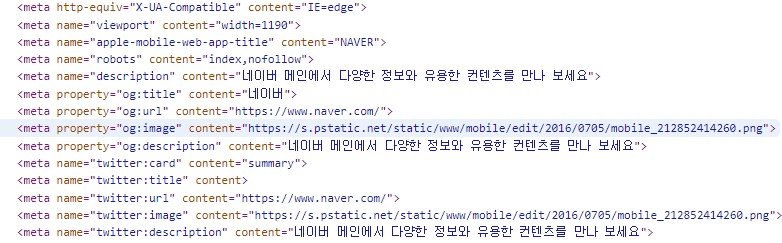 <meta http-equiv="X-UA-Compatible" content="IE=edge">
<meta name="viewport" content="width=1190">
<meta name="apple-mobile-web-app-title" content="NAVER">
<meta name="robots" content="index,nofollow">
<meta name="description" content="네이버 메인에서 다양한 정보와 유용한 컨텐츠를 만나 보세요">
<meta property="og:title" content="네이버">
<meta property="og:url" content="https://www.naver.com/">
<meta property="og:image" content="https://s.pstatic.net/static/www/mobile/edit/2016/0705/mobile_212852414260.png">
<meta property="og:description" content="네이버 메인에서 다양한 정보와 유용한 컨텐츠를 만나 보세요">
<meta name="twitter:card" content="summary">
<meta name="twitter:title" content>
<meta name="twitter:url" content="https://www.naver.com/">
<meta name="twitter:image" content="https://s.pstatic.net/static/www/mobile/edit/2016/0705/mobile_212852414260.png">
<meta name="twitter:description" content="네이버 메인에서 다양한 정보와 유용한 컨텐츠를 만나 보세요">